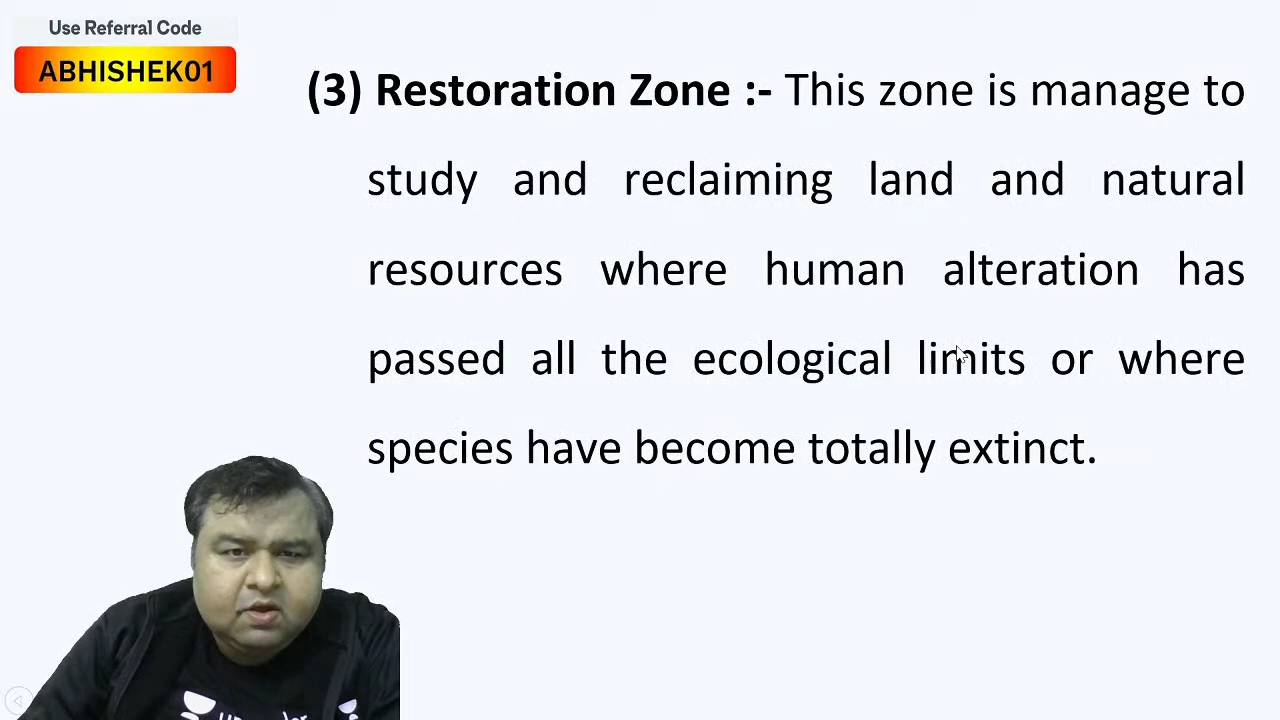 Use Referral Code
ABHISHEK01
(3) Restoration Zone :- This zone is manage to
study and reclaiming land and natural
resources where human alteration has
passed all the ecological limits or where
species have become totally extinct.